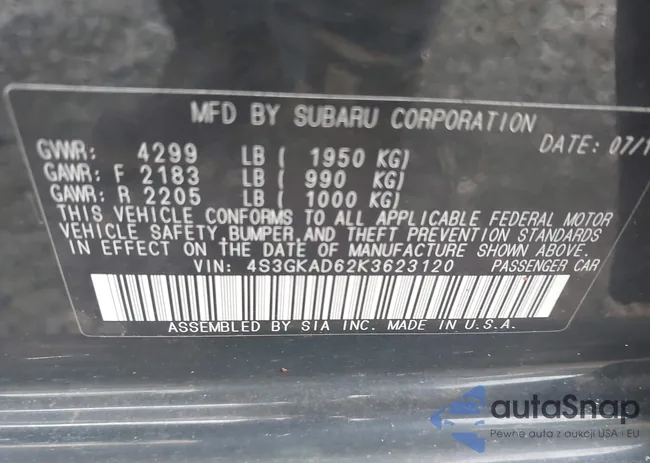 MFD BY SUBARU CORPORATION
GVWR: 4299 LB ( 1950 KG) DATE: 07/1
GAWR: F 2183 LB ( 990 KG)
GAWR: R 2205 LB ( 1000 KG)
THIS VEHICLE CONFORMS TO ALL APPLICABLE FEDERAL MOTOR
VEHICLE SAFETY, BUMPER, AND THEFT PREVENTION STANDARDS
IN EFFECT ON THE DATE OF MANUFACTURE SHOWN ABOVE.
VIN: 4S3GKAD62K3623120 PASSENGER CAR
ASSEMBLED BY SIA INC. MADE IN U.S.A.
autoSnap
Pewne auta z aukcji USA i EU